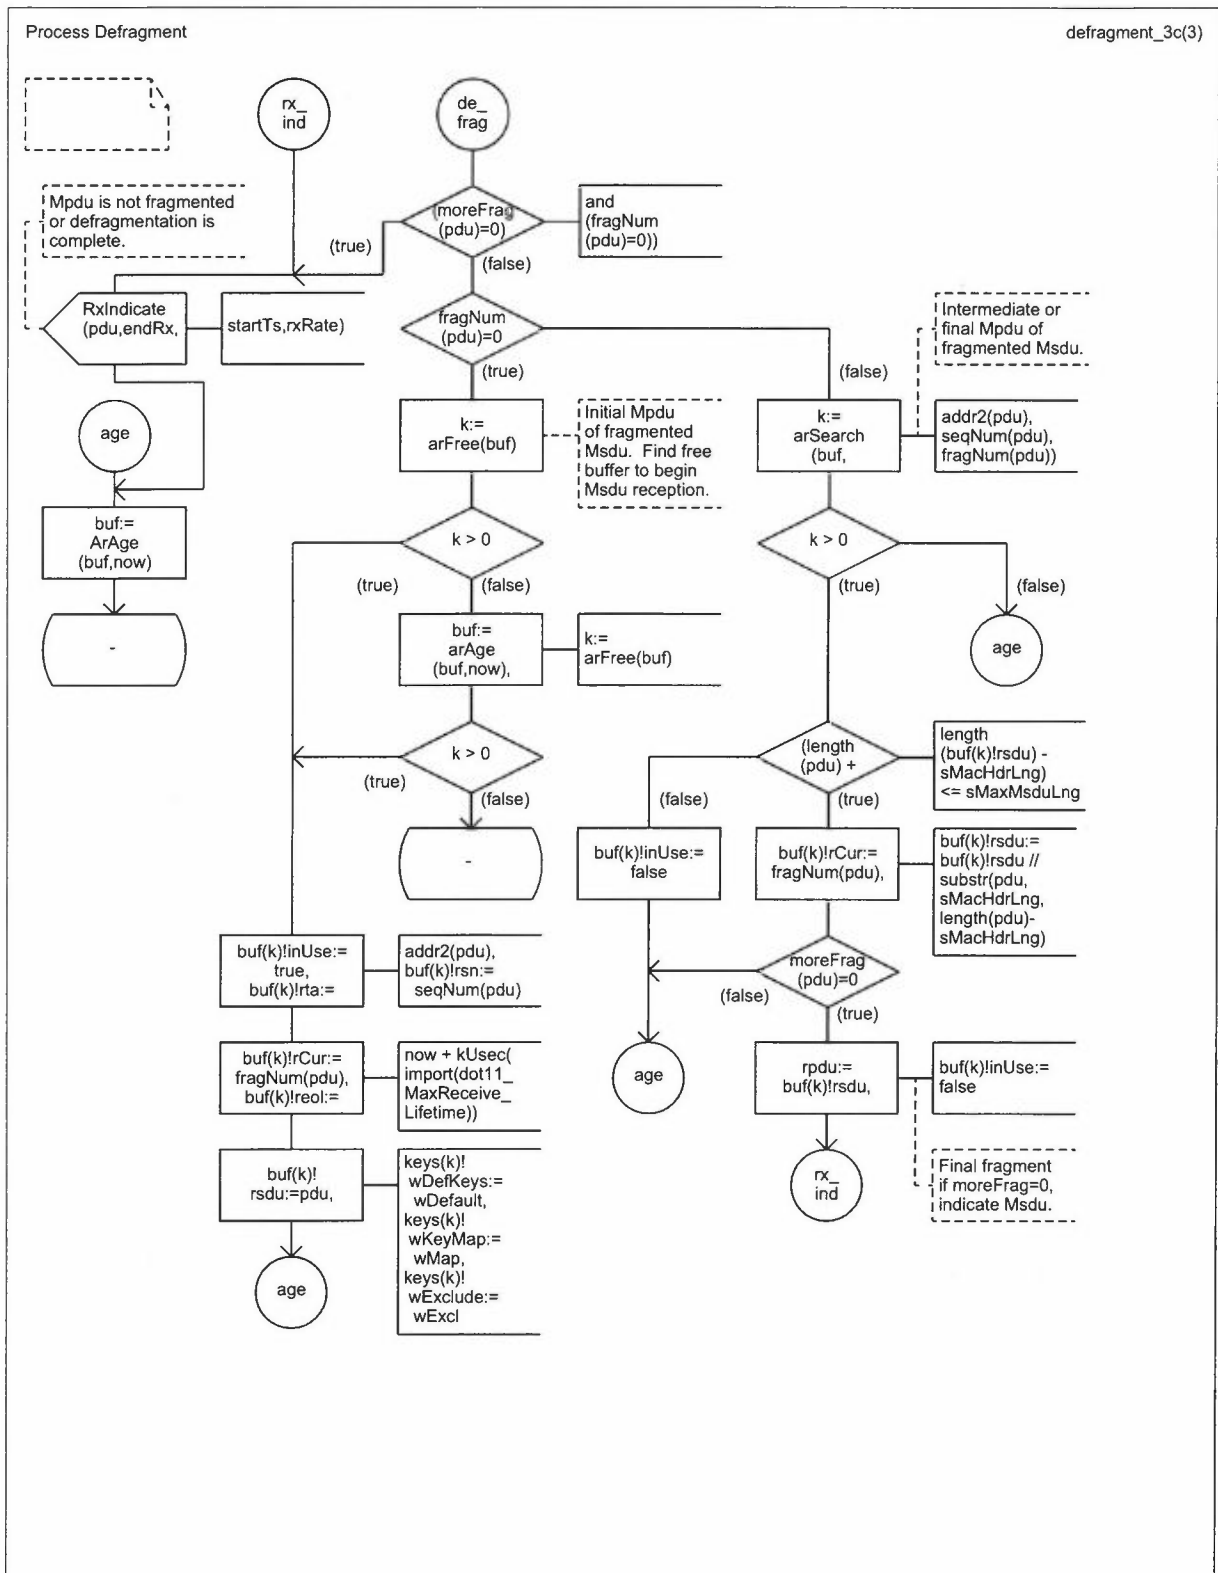 Process Defragment
defragment_3c(3)
rx_
ind
de_
frag
Mpdu is not fragmented
or defragmentation is
complete.
(moreFrag
(pdu)=0)
and
(fragNum
(pdu)=0))
(true)
(false)
RxIndicate
(pdu,endRx,
startTs,rxRate)
fragNum
(pdu)=0
Intermediate or
final Mpdu of
fragmented Msdu.
(true)
(false)
age
k:=
arFree(buf)
Initial Mpdu
of fragmented
Msdu. Find free
buffer to begin
Msdu reception.
k:=
arSearch
(buf,
addr2(pdu),
seqNum(pdu),
fragNum(pdu))
buf:=
ArAge
(buf,now)
k > 0
k > 0
(true)
(false)
(true)
(false)
-
buf:=
arAge
(buf,now),
k:=
arFree(buf)
age
k > 0
(true)
(false)
(length
(pdu) +
length
(buf(k)!rsdu) -
sMacHdrLng)
<= sMaxMsduLng
(false)
(true)
-
buf(k)!inUse:=
false
buf(k)!rCur:=
fragNum(pdu),
buf(k)!rsdu:=
buf(k)!rsdu //
substr(pdu,
sMacHdrLng,
length(pdu)-
sMacHdrLng)
buf(k)!inUse:=
true,
buf(k)!rta:=
addr2(pdu),
buf(k)!rsn:=
seqNum(pdu)
moreFrag
(pdu)=0
(false)
(true)
buf(k)!rCur:=
fragNum(pdu),
buf(k)!reol:=
now + kUsec(
import(dot11_
MaxReceive_
Lifetime))
age
rpdu:=
buf(k)!rsdu,
buf(k)!inUse:=
false
buf(k)!
rsdu:=pdu,
keys(k)!
wDefKeys:=
wDefault,
keys(k)!
wKeyMap:=
wMap,
keys(k)!
wExclude:=
wExcl
rx_
ind
Final fragment
if moreFrag=0,
indicate Msdu.
age